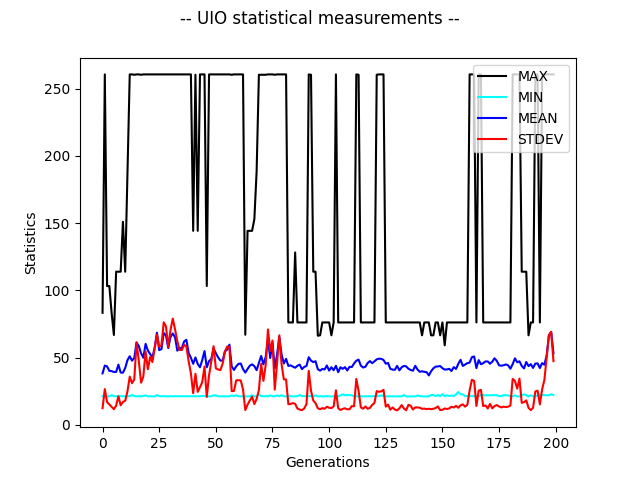 -- UIO statistical measurements --
MAX
MIN
MEAN
STDEV
Statistics
250
200
150
100
50
0
0 25 50 75 100 125 150 175 200
Generations